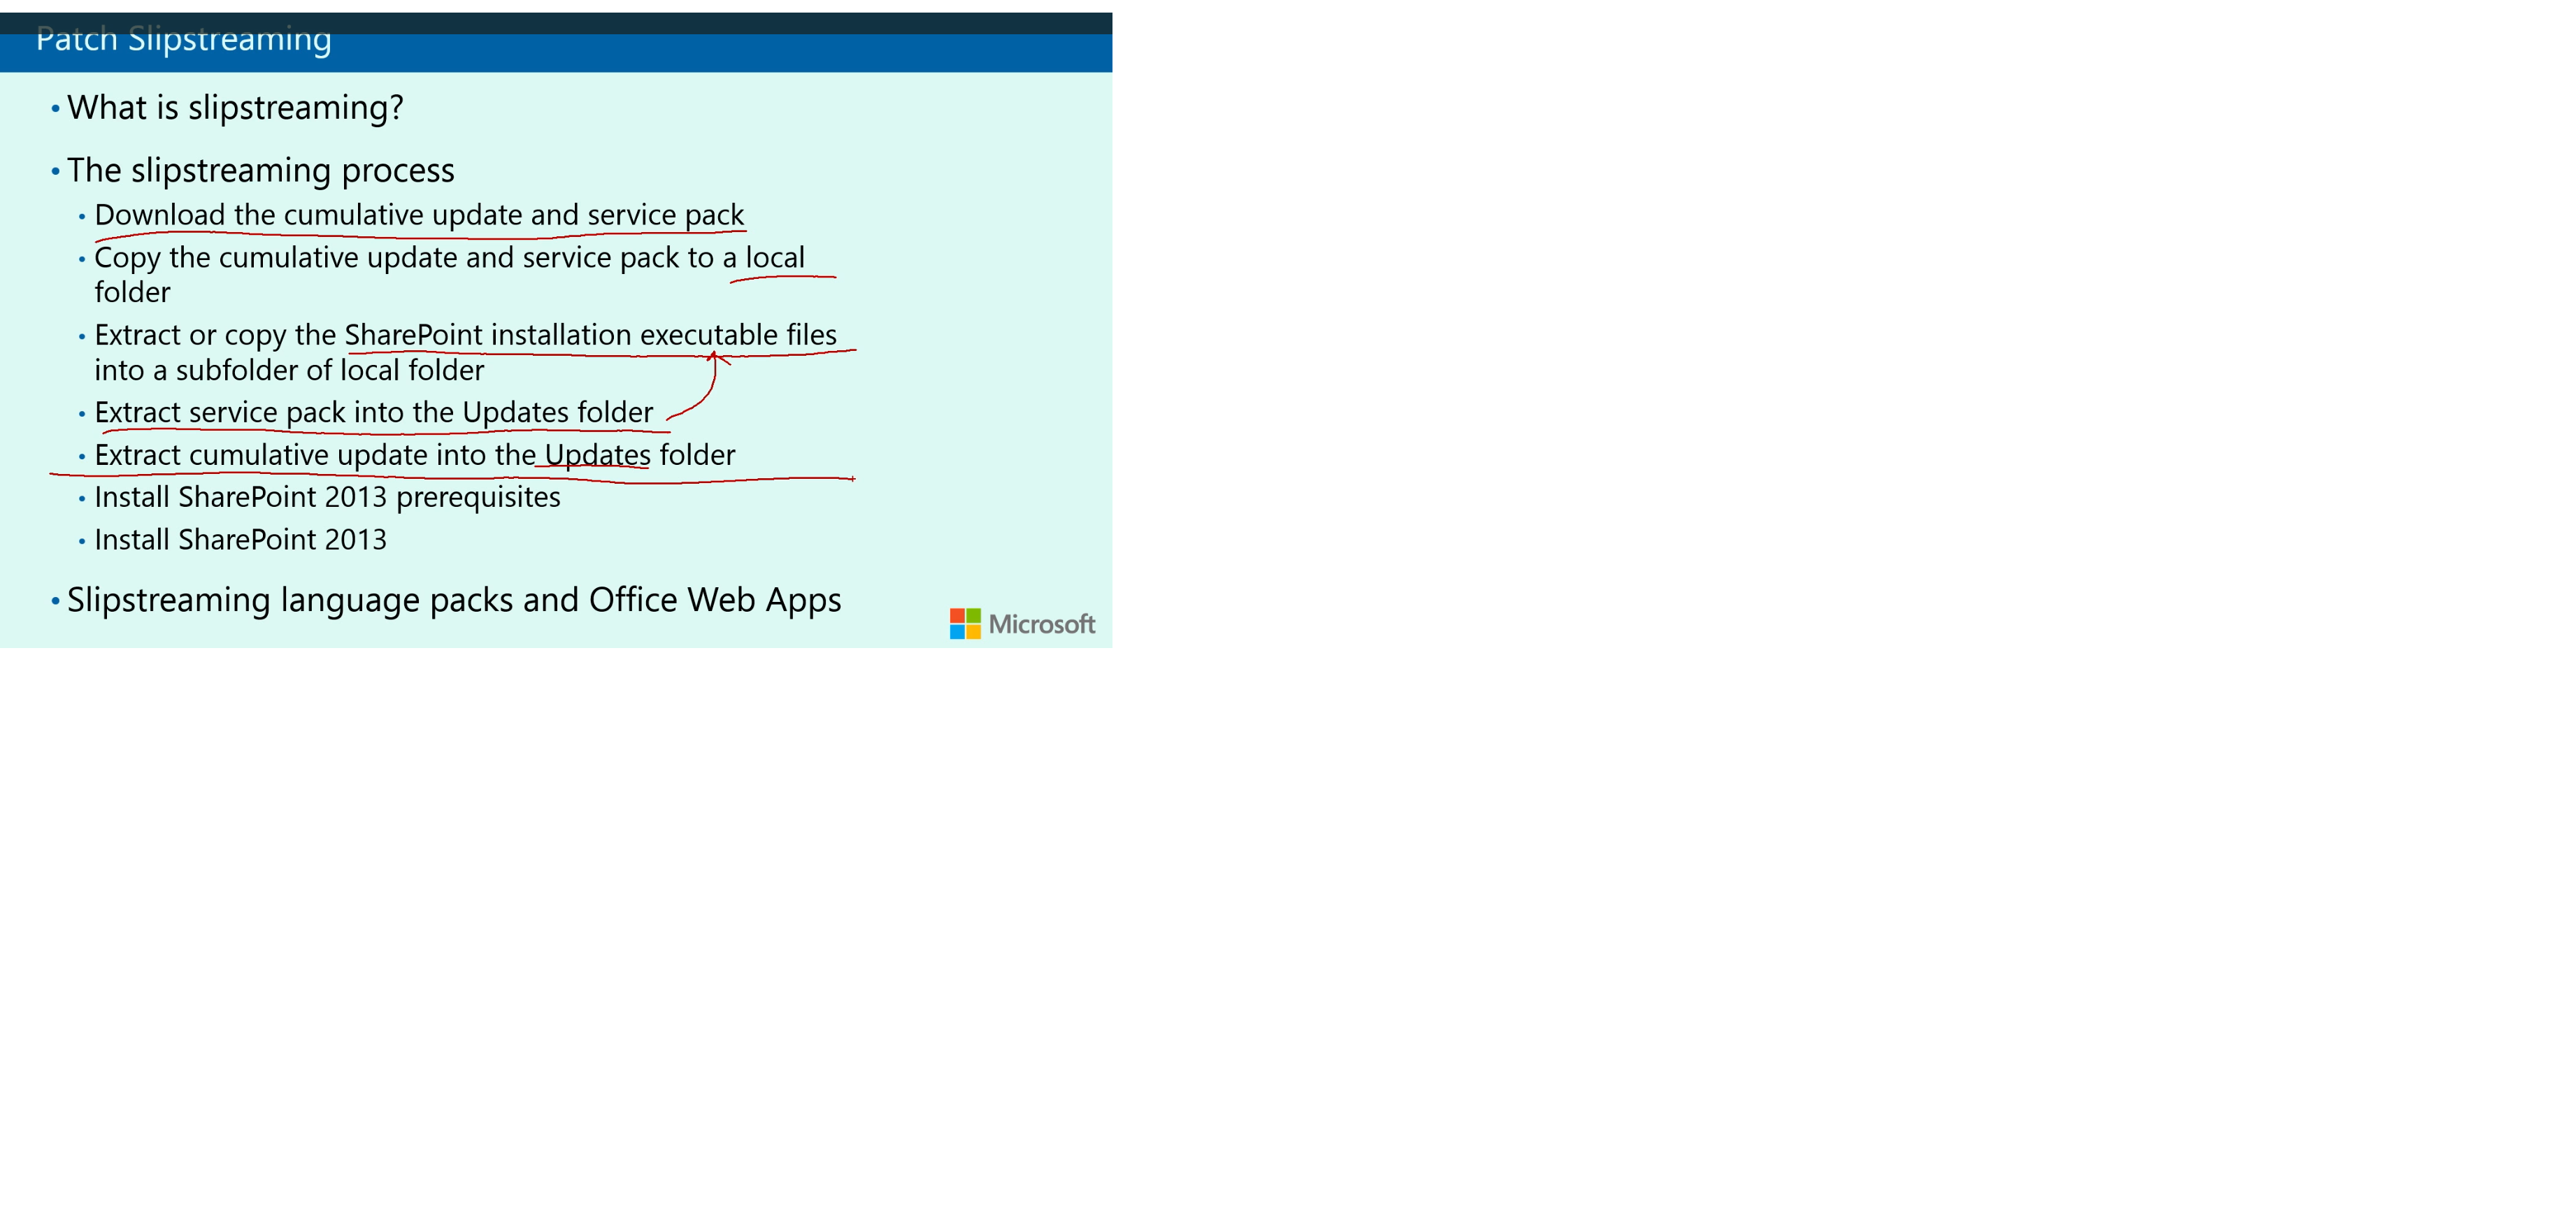 Patch Slipstreaming
• What is slipstreaming?
• The slipstreaming process
• Download the cumulative update and service pack
• Copy the cumulative update and service pack to a local
folder
• Extract or copy the SharePoint installation executable files
into a subfolder of local folder
• Extract service pack into the Updates folder
• Extract cumulative update into the Updates folder
• Install SharePoint 2013 prerequisites
• Install SharePoint 2013
• Slipstreaming language packs and Office Web Apps
Microsoft